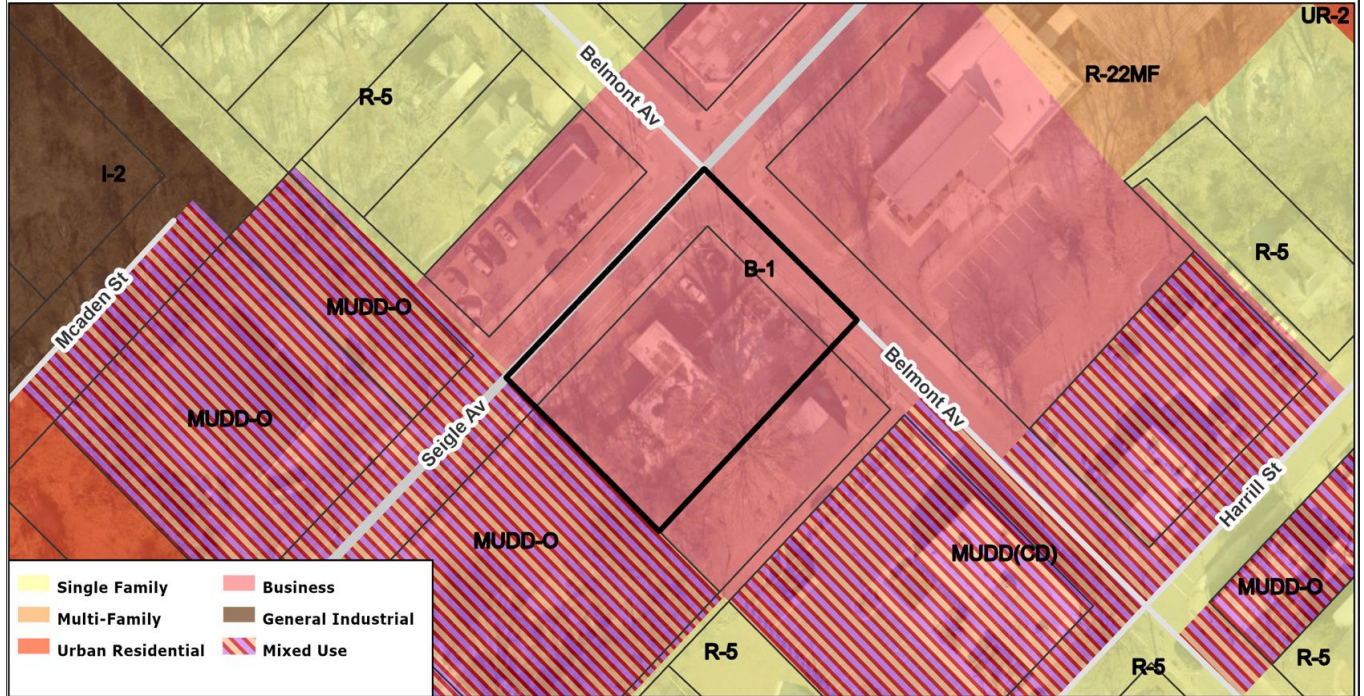 UR-2
Belmont Av
R-22MF
R-5
I-2
R-5
B-1
Mcaden St
MUDD-O
MUDD-O
Belmont Av
Seigle Av
Harrill St
MUDD-O
MUDD(CD)
MUDD-O
R-5
R-5
R-5
Single Family
Business
Multi-Family
General Industrial
Urban Residential
Mixed Use